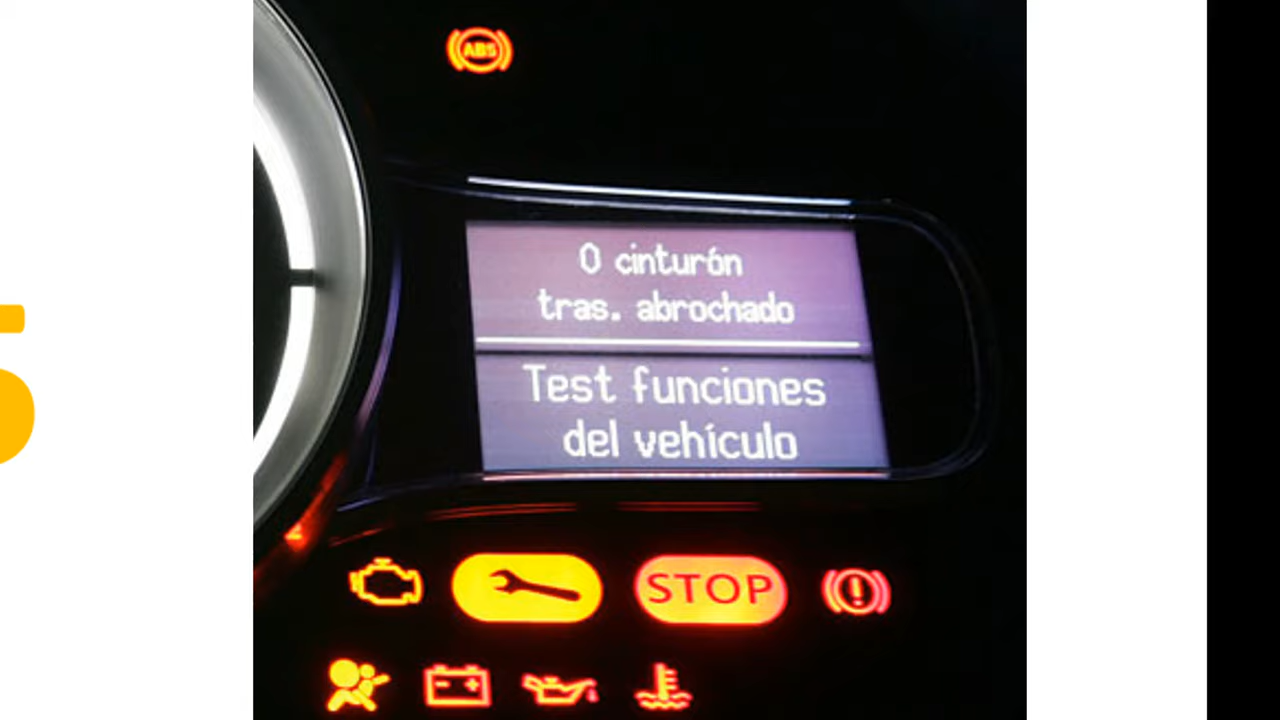 ABS
0 cinturón
tras. abrochado
Test funciones
del vehículo
STOP